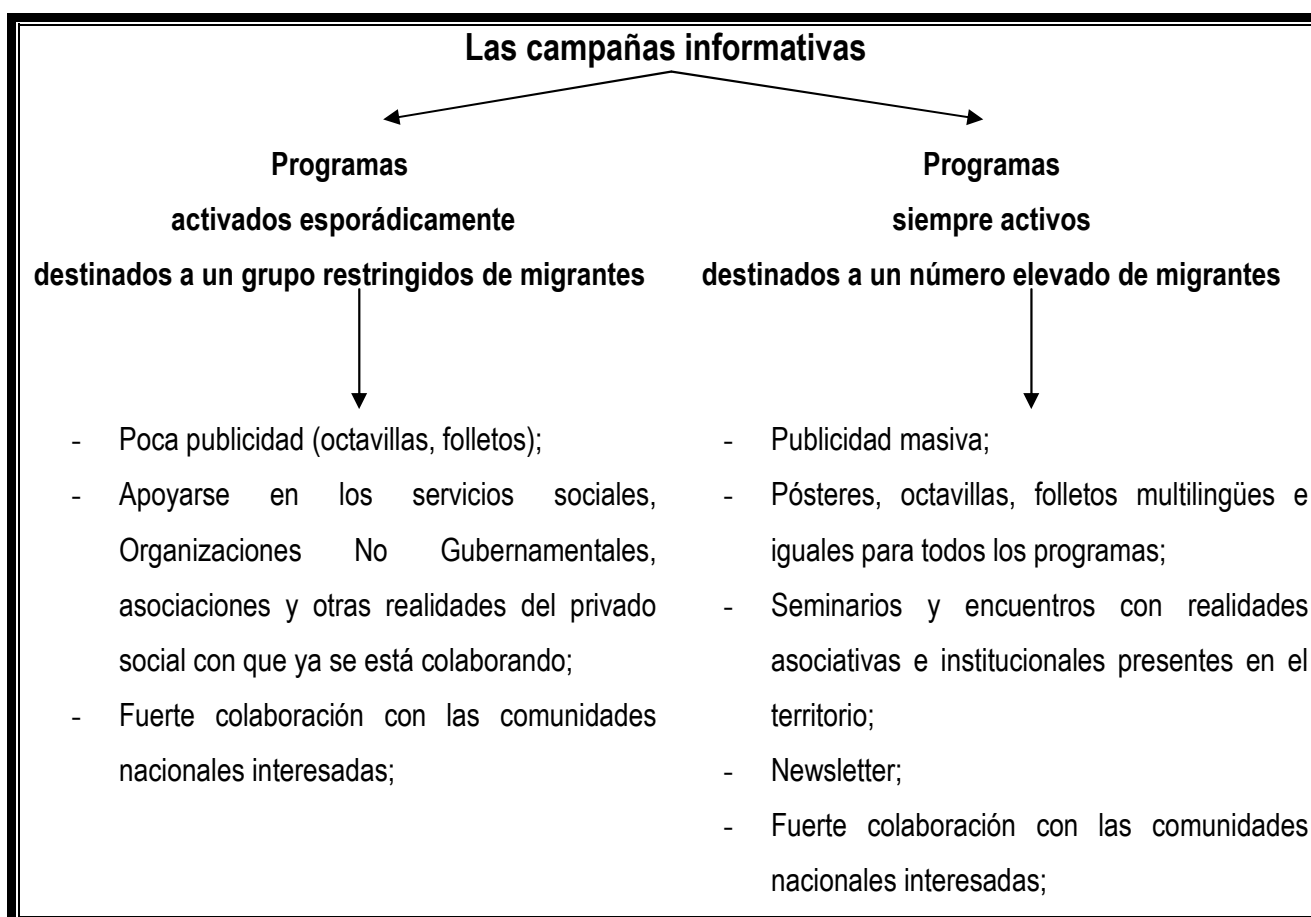 Las campañas informativas
Programas
activados esporádicamente
destinados a un grupo restringidos de migrantes
- Poca publicidad (octavillas, folletos);
- Apoyarse en los servicios sociales,
Organizaciones No Gubernamentales,
asociaciones y otras realidades del privado
social con que ya se está colaborando;
- Fuerte colaboración con las comunidades
nacionales interesadas;
Programas
siempre activos
destinados a un número elevado de migrantes
- Publicidad masiva;
- Pósteres, octavillas, folletos multilingües e
iguales para todos los programas;
- Seminarios y encuentros con realidades
asociativas e institucionales presentes en el
territorio;
- Newsletter;
- Fuerte colaboración con las comunidades
nacionales interesadas;